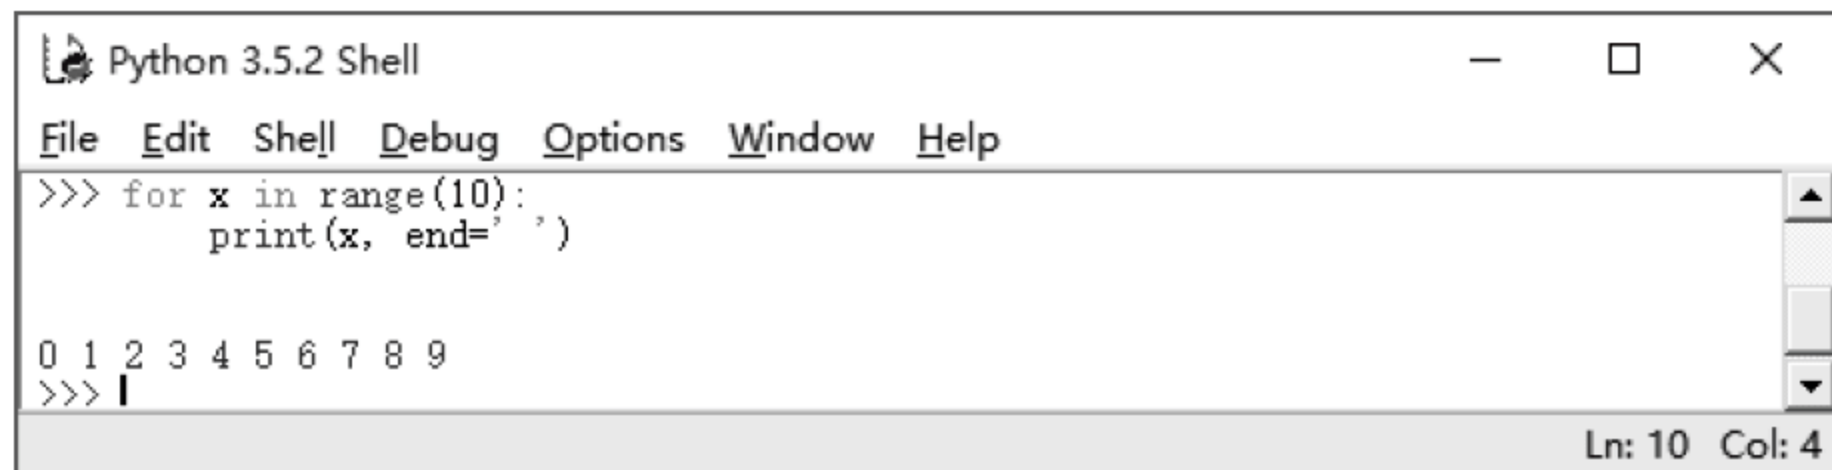 Python 3.5.2 Shell
File Edit Shell Debug Options Window Help
>>> for x in range(10):
        print(x, end=' ')
0 1 2 3 4 5 6 7 8 9
>>>
Ln: 10 Col: 4